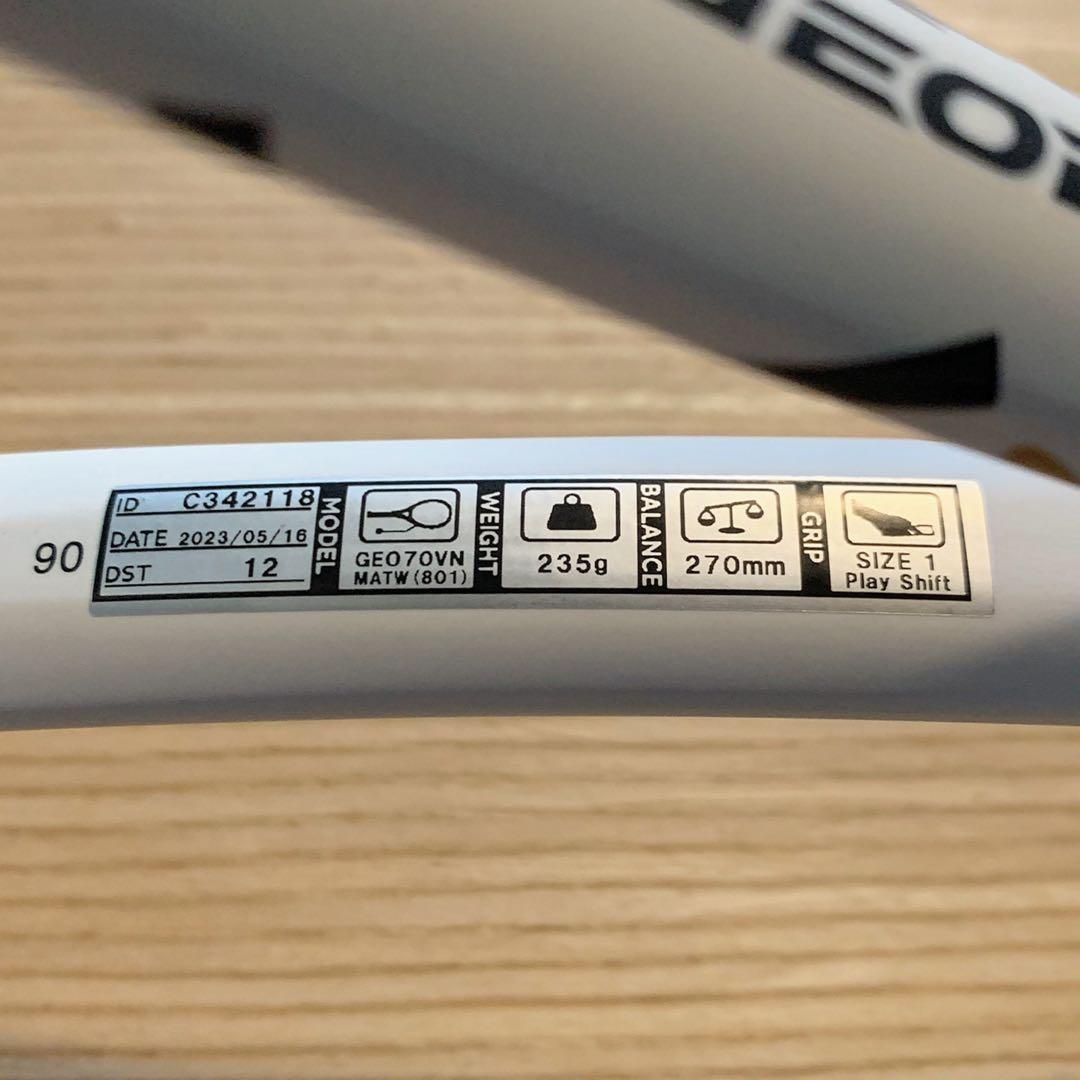 GEO
90
ID C342118
DATE 2023/05/16
DST 12
MODEL
GEO70VN
MATW(801)
WEIGHT
235g
BALANCE
270mm
GRIP
SIZE 1
Play Shift